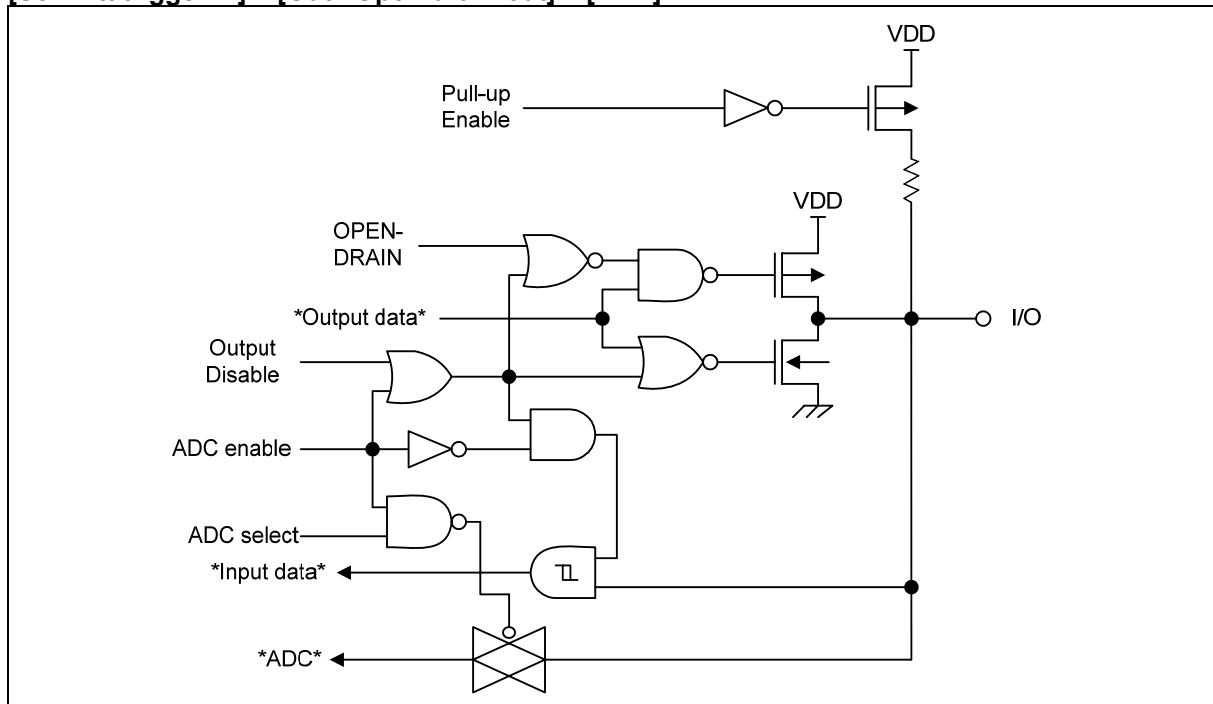 VDD
Pull-up
Enable
VDD
OPEN-
DRAIN
*Output data*
I/O
Output
Disable
ADC enable
ADC select
*Input data*
*ADC*